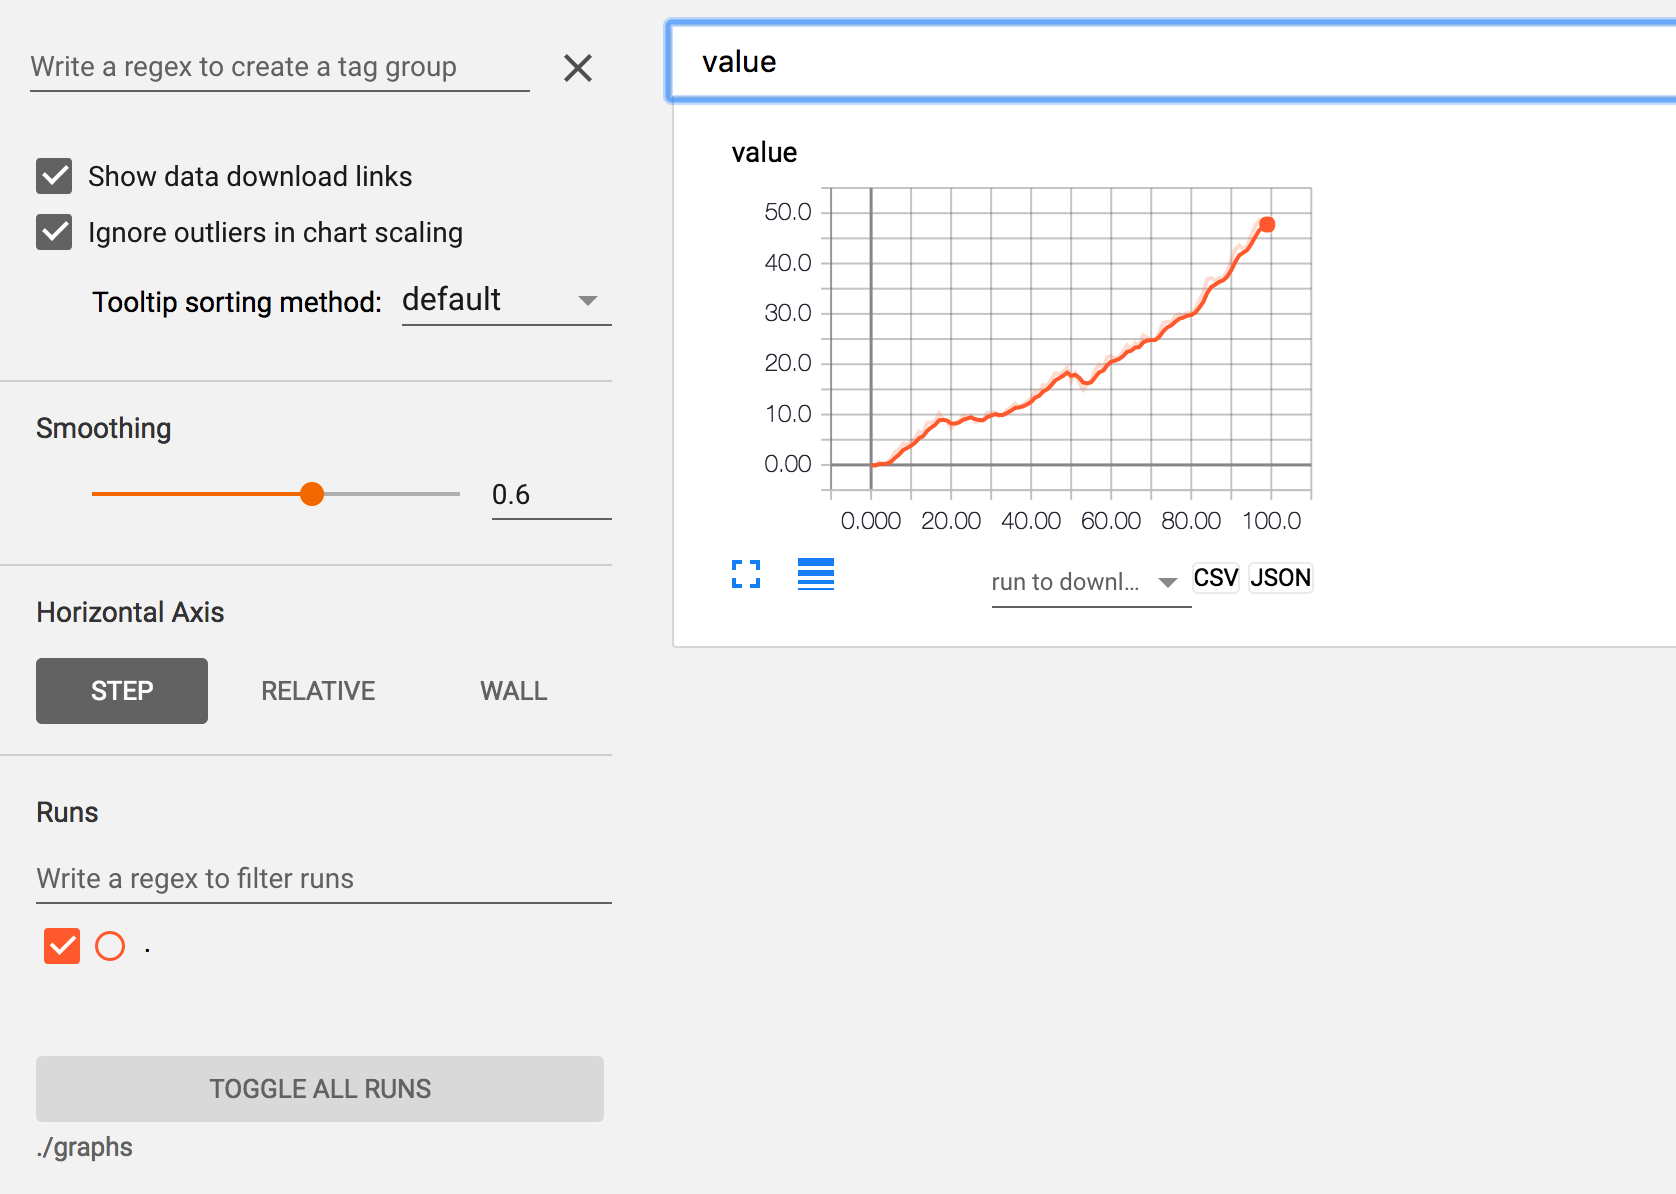 Write a regex to create a tag group
Show data download links
Ignore outliers in chart scaling
Tooltip sorting method: default
Smoothing
0.6
Horizontal Axis
STEP RELATIVE WALL
Runs
Write a regex to filter runs
.
TOGGLE ALL RUNS
./graphs
value
value
50.0
40.0
30.0
20.0
10.0
0.00
0.000 20.00 40.00 60.00 80.00 100.0
run to downl... CSV JSON